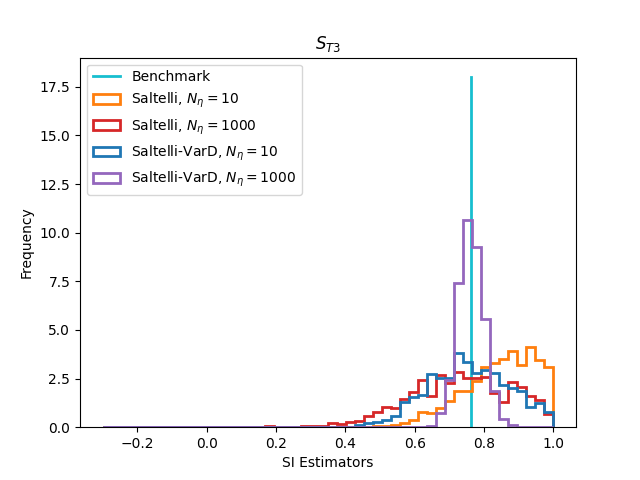 S_{T3}
Benchmark
Saltelli, N_η = 10
Saltelli, N_η = 1000
Saltelli-VarD, N_η = 10
Saltelli-VarD, N_η = 1000
17.5
15.0
12.5
10.0
7.5
5.0
2.5
0.0
Frequency
−0.2 0.0 0.2 0.4 0.6 0.8 1.0
SI Estimators